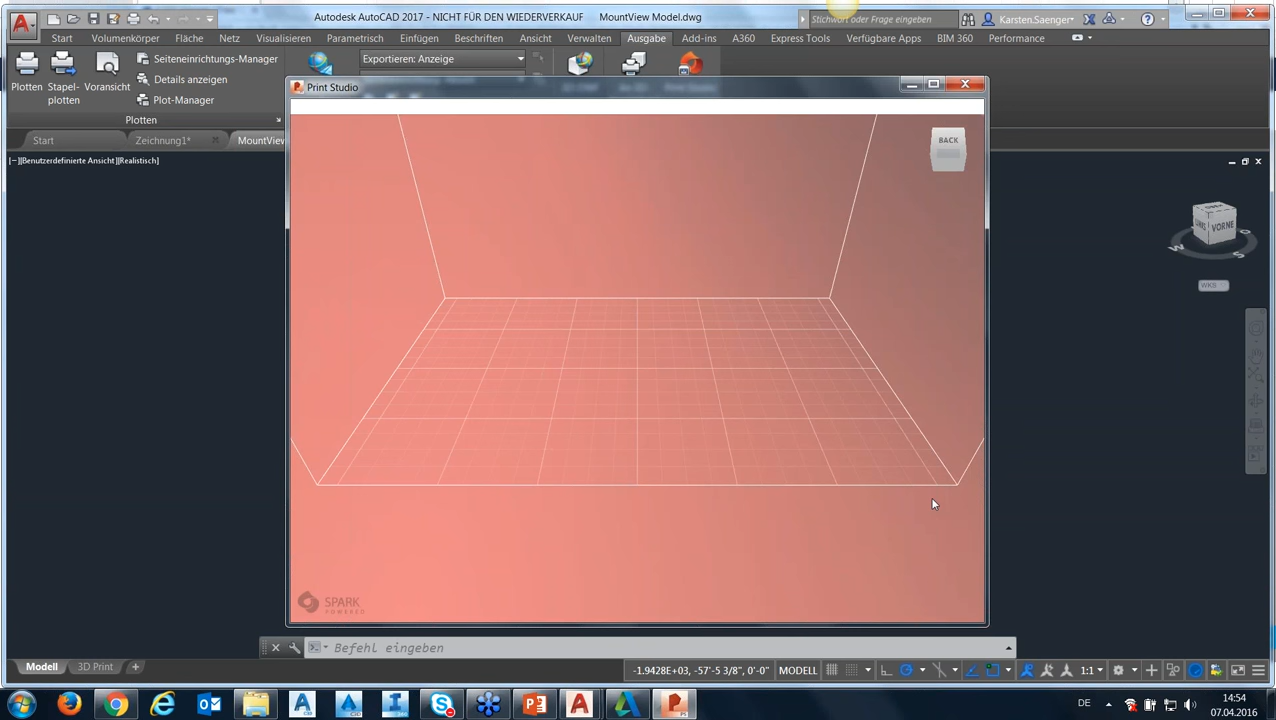 Autodesk AutoCAD 2017 - NICHT FÜR DEN WIEDERVERKAUF MountView Model.dwg
Stichwort oder Frage eingeben
Karsten.Saenger
Start Volumenkörper Fläche Netz Rendern Parametrisch Einfügen Beschriften Ansicht Verwalten Ausgabe Add-ins A360 Express Tools Verfügbare Apps BIM 360 Performance
Seiteneinrichtungs-Manager
Exportieren: Anzeige
Plotten Stapel-
plotten
Voransicht
Details anzeigen
Plot-Manager
Plotten
Print Studio
Start Zeichnung1* MountView
[−][Benutzerdefinierte Ansicht][Realistisch]
BACK
VORNE
W
S
WKB
SPARK
POWERED
Befehl eingeben
Modell 3D Print +
-1.9428E+03, -57'-5 3/8", 0'-0" MODELL
1:1
DE
14:54
07.04.2016